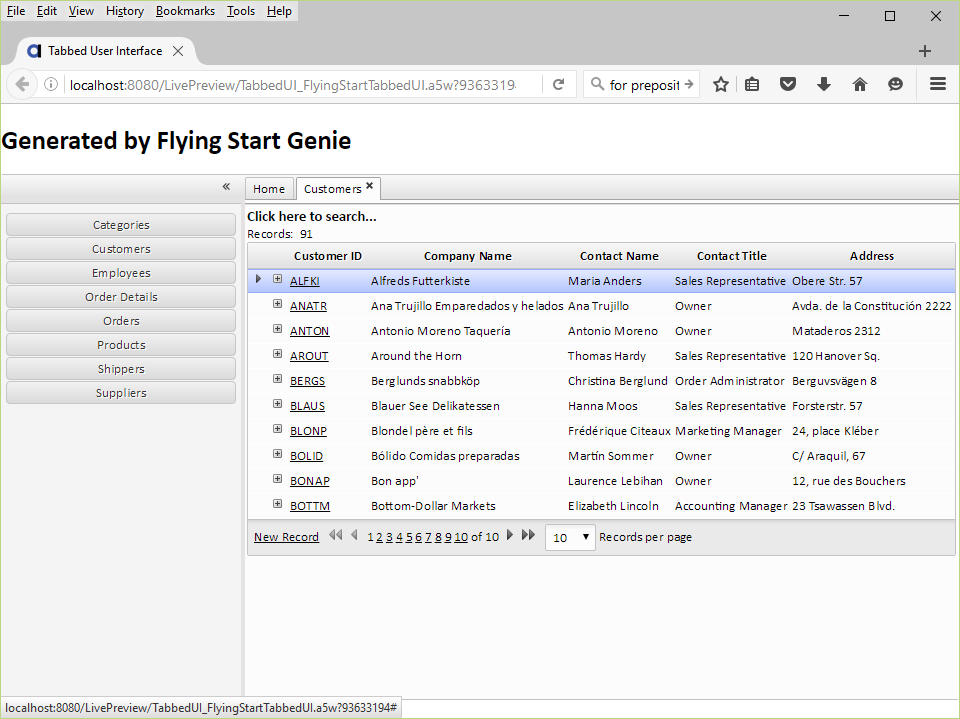 File Edit View History Bookmarks Tools Help
Tabbed User Interface
localhost:8080/LivePreview/TabbedUI_FlyingStartTabbedUI.a5w?9363319
for preposit
Generated by Flying Start Genie
«
Home Customers
Categories
Customers
Employees
Order Details
Orders
Products
Shippers
Suppliers
Click here to search...
Records: 91
Customer ID Company Name Contact Name Contact Title Address
ALFKI Alfreds Futterkiste Maria Anders Sales Representative Obere Str. 57
ANATR Ana Trujillo Emparedados y helados Ana Trujillo Owner Avda. de la Constitución 2222
ANTON Antonio Moreno Taquería Antonio Moreno Owner Mataderos 2312
AROUT Around the Horn Thomas Hardy Sales Representative 120 Hanover Sq.
BERGS Berglunds snabbköp Christina Berglund Order Administrator Berguvsvägen 8
BLAUS Blauer See Delikatessen Hanna Moos Sales Representative Forsterstr. 57
BLONP Blondel père et fils Frédérique Citeaux Marketing Manager 24, place Kléber
BOLID Bólido Comidas preparadas Martín Sommer Owner C/ Araquil, 67
BONAP Bon app' Laurence Lebihan Owner 12, rue des Bouchers
BOTTM Bottom-Dollar Markets Elizabeth Lincoln Accounting Manager 23 Tsawassen Blvd.
New Record 1 2 3 4 5 6 7 8 9 10 of 10 10 Records per page
localhost:8080/LivePreview/TabbedUI_FlyingStartTabbedUI.a5w?93633194#